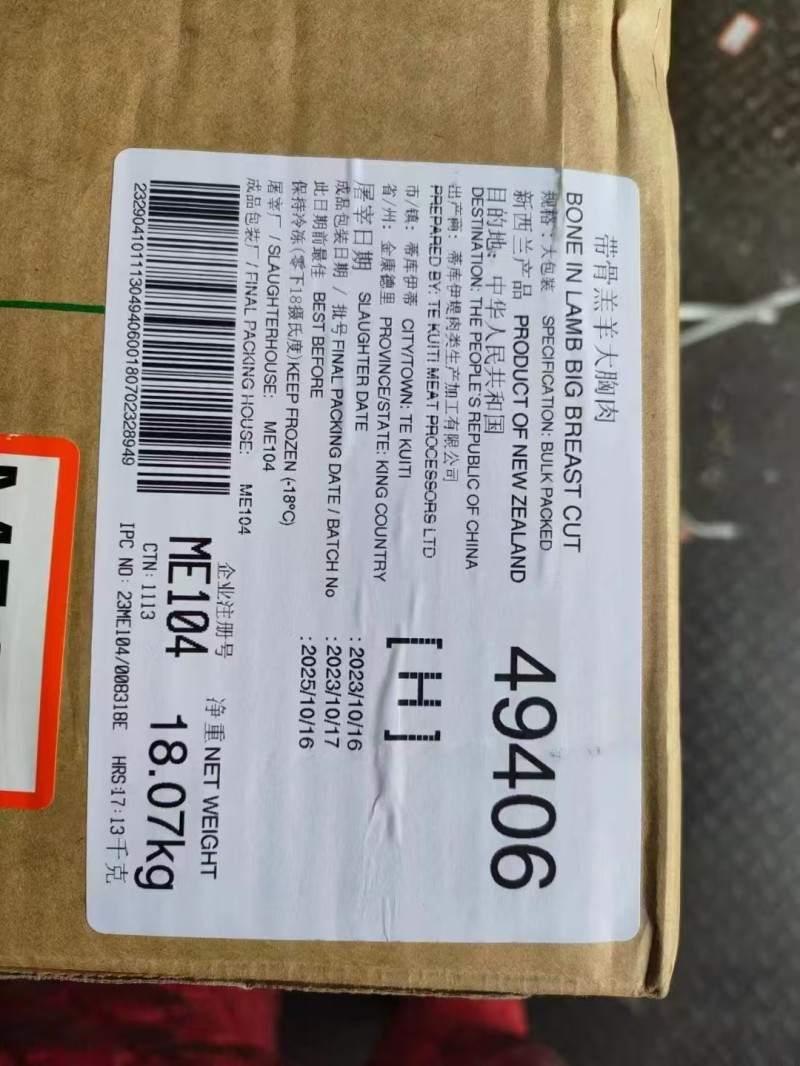 带骨羔羊大胸肉
BONE IN LAMB BIG BREAST CUT
规格：大包装 SPECIFICATION: BULK PACKED
新西兰产品 PRODUCT OF NEW ZEALAND
49406
目的地：中华人民共和国
DESTINATION: THE PEOPLE'S REPUBLIC OF CHINA
出产商：蒂库伊提肉类生产加工有限公司
PREPARED BY: TE KUITI MEAT PROCESSORS LTD
市/镇：蒂库伊蒂 CITY/TOWN: TE KUITI
[H]
省/州：金康德里 PROVINCE/STATE: KING COUNTRY
屠宰日期 SLAUGHTER DATE : 2023/10/16
成品包装日期 / 批号 FINAL PACKING DATE / BATCH No : 2023/10/17
此日期前最佳 BEST BEFORE : 2025/10/16
保持冷冻(零下18摄氏度)KEEP FROZEN (-18°C)
屠宰厂 / SLAUGHTERHOUSE: ME104
成品包装厂 / FINAL PACKING HOUSE: ME104
企业注册号 净重 NET WEIGHT
ME104 18.07kg
CTN: 1113
IPC NO: 23ME104/008318E HRS:17:13 千克
2329041011130494060018070232894​9